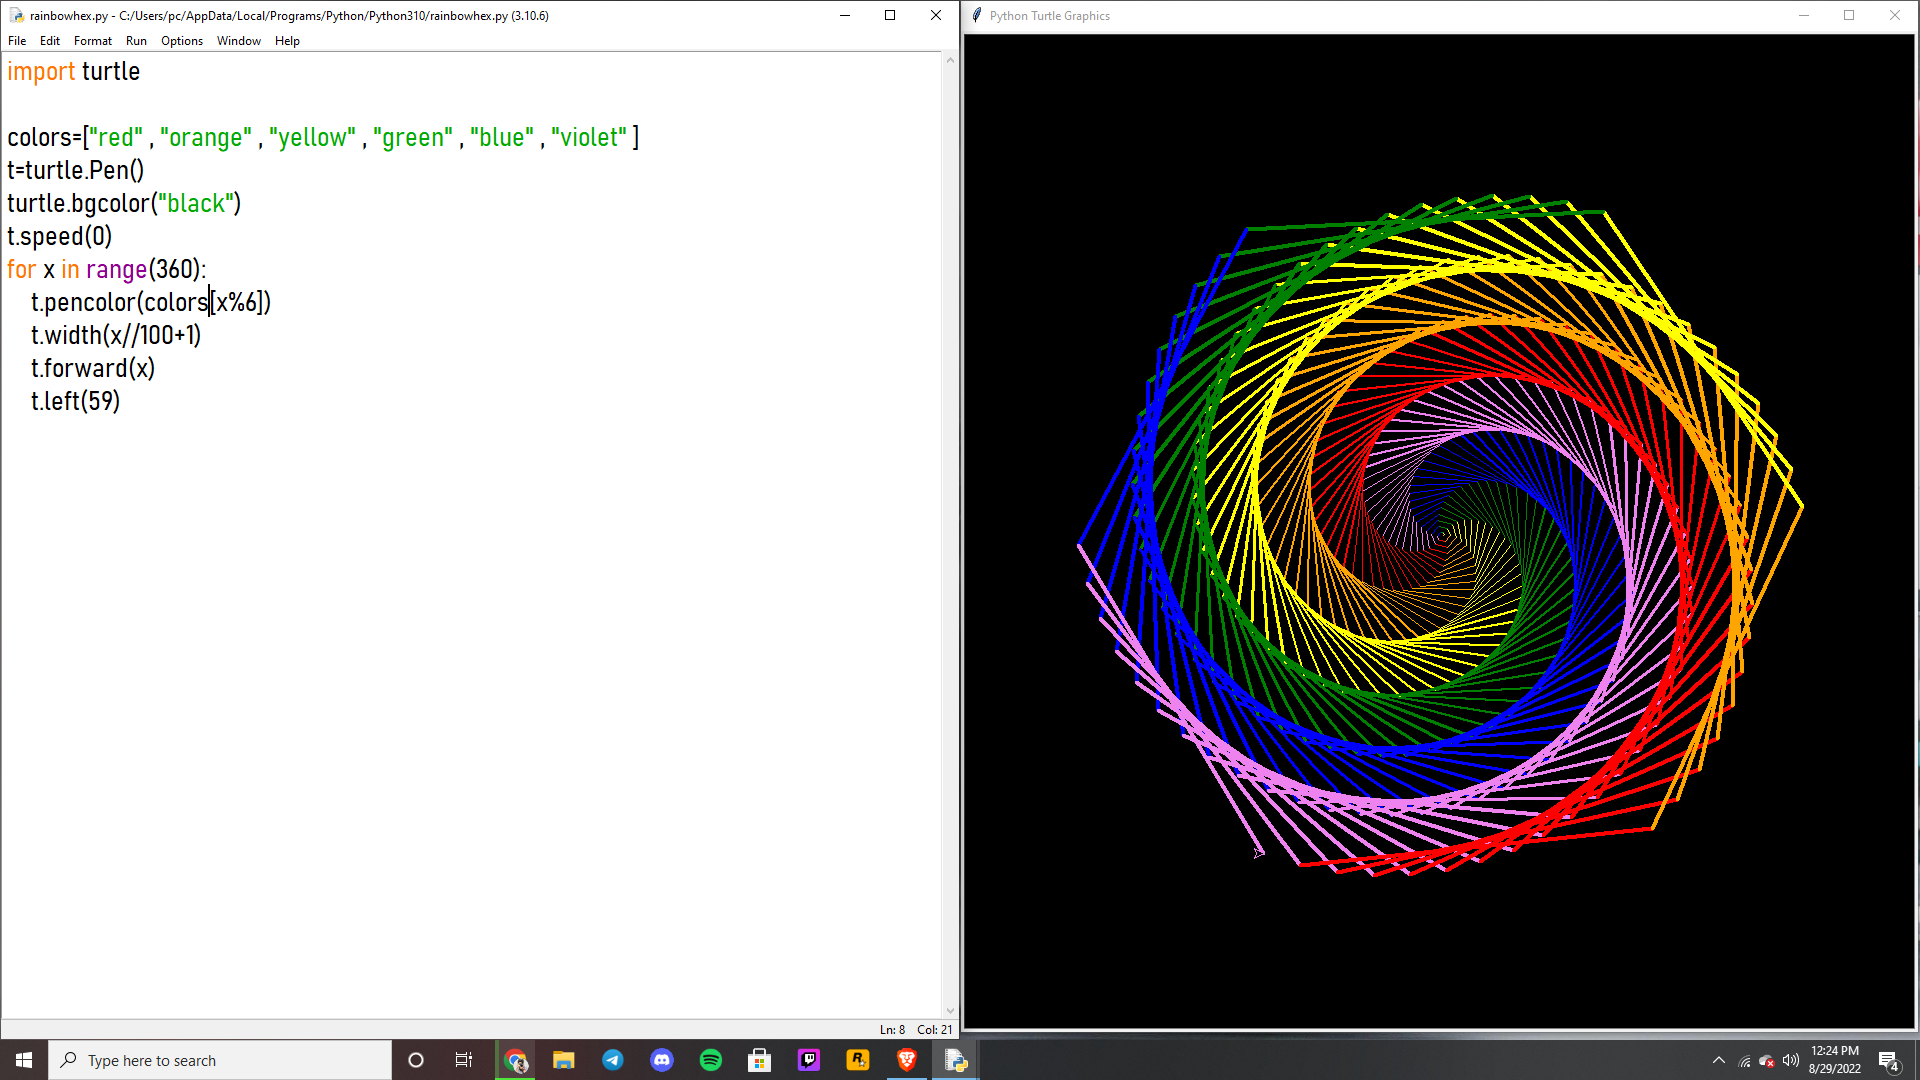 rainbowhex.py - C:/Users/pc/AppData/Local/Programs/Python/Python310/rainbowhex.py (3.10.6)
File Edit Format Run Options Window Help
import turtle
colors=["red" , "orange" , "yellow" , "green" , "blue" , "violet" ]
t=turtle.Pen()
turtle.bgcolor("black")
t.speed(0)
for x in range(360):
    t.pencolor(colors[x%6])
    t.width(x//100+1)
    t.forward(x)
    t.left(59)
Ln: 8 Col: 21
Python Turtle Graphics
Type here to search
R
12:24 PM
8/29/2022
4